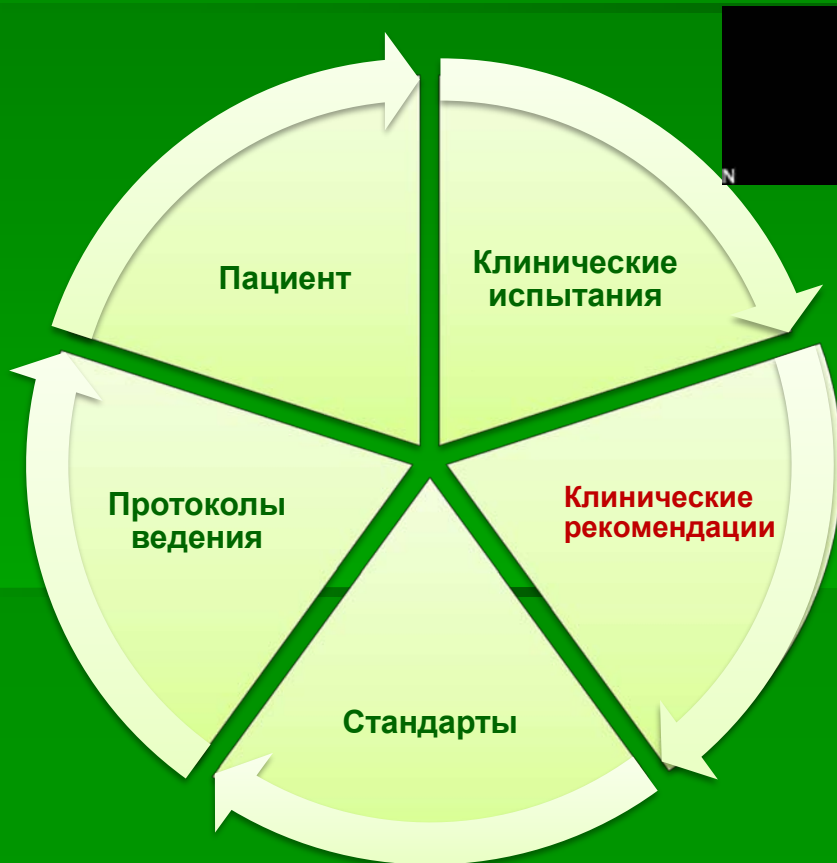 N
Пациент
Клинические
испытания
Клинические
рекомендации
Стандарты
Протоколы
ведения